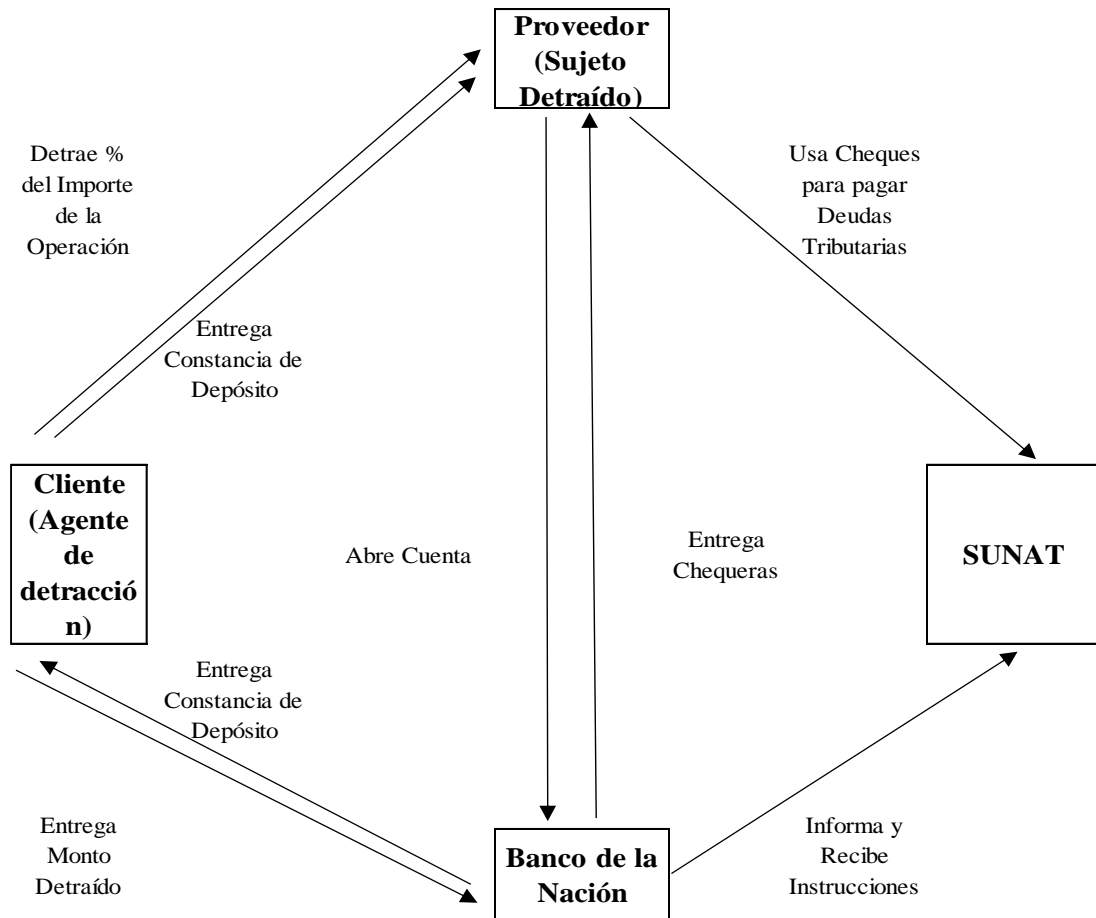 Proveedor
(Sujeto
Detraído)
Detrae %
del Importe
de la
Operación
Usa Cheques
para pagar
Deudas
Tributarias
Entrega
Constancia de
Depósito
Cliente
(Agente
de
detracció
n)
Abre Cuenta
Entrega
Chequeras
SUNAT
Entrega
Constancia de
Depósito
Entrega
Monto
Detraído
Banco de la
Nación
Informa y
Recibe
Instrucciones